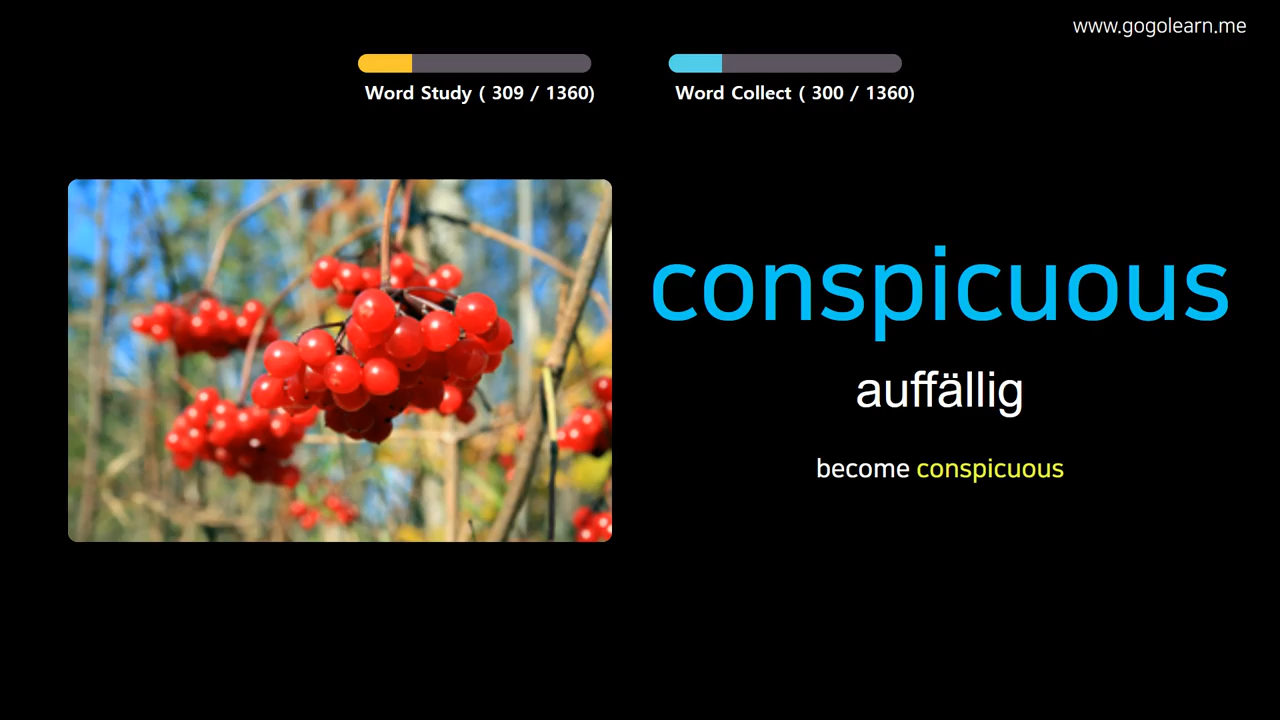 www.gogolearn.me
Word Study ( 309 / 1360)
Word Collect ( 300 / 1360)
conspicuous
auffällig
become conspicuous